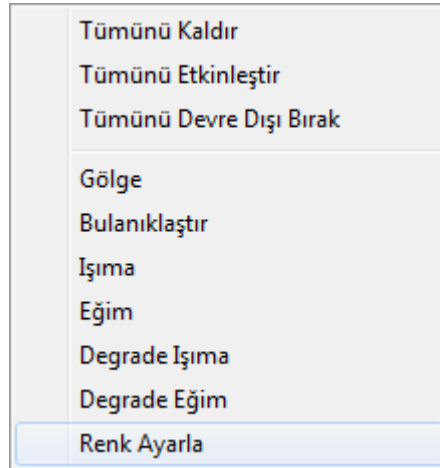 Tümünü Kaldır
Tümünü Etkinleştir
Tümünü Devre Dışı Bırak
Gölge
Bulanıklaştır
Işıma
Eğim
Degrade Işıma
Degrade Eğim
Renk Ayarla